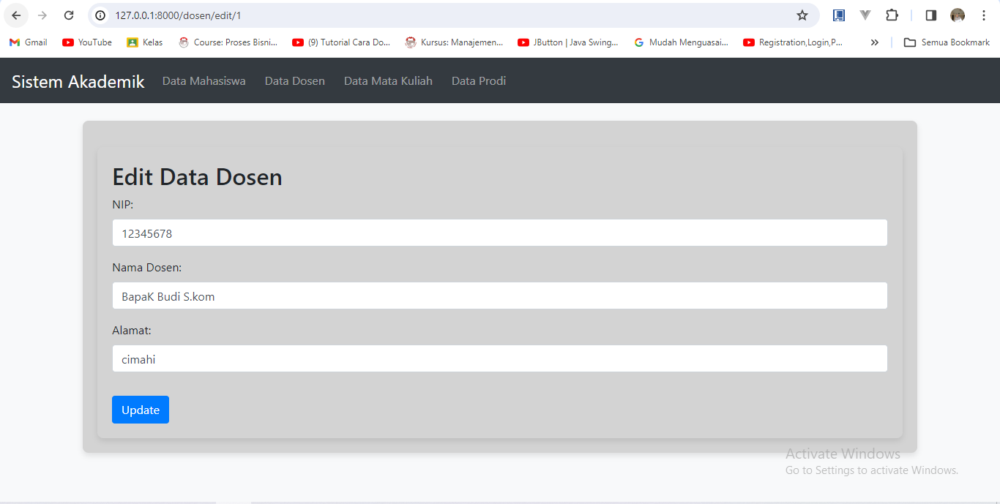 127.0.0.1:8000/dosen/edit/1
Gmail YouTube Kelas Course: Proses Bisni... (9) Tutorial Cara Do... Kursus: Manajemen... JButton | Java Swing... Mudah Menguasai... Registration,Login,P... Semua Bookmark
Sistem Akademik Data Mahasiswa Data Dosen Data Mata Kuliah Data Prodi
Edit Data Dosen
NIP:
12345678
Nama Dosen:
BapaK Budi S.kom
Alamat:
cimahi
Update
Activate Windows
Go to Settings to activate Windows.